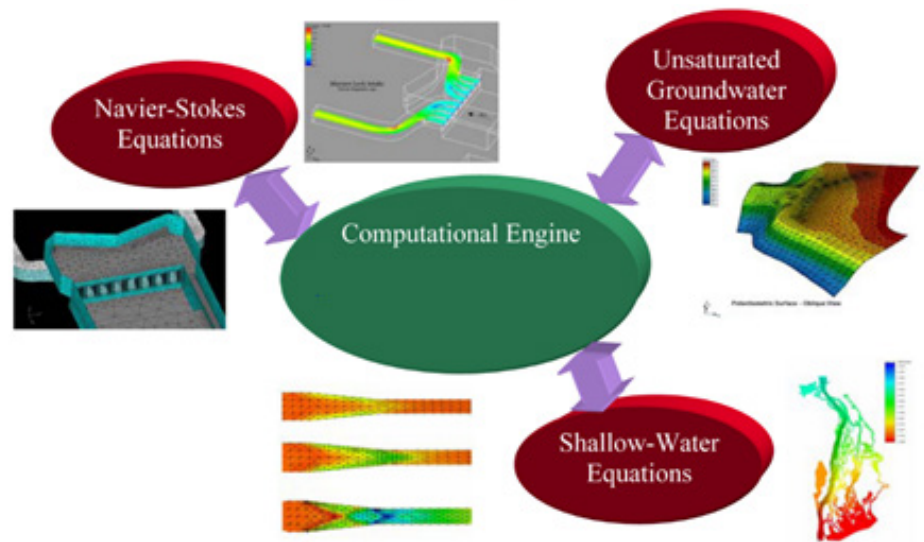 Navier-Stokes
Equations
Unsaturated
Groundwater
Equations
Computational Engine
Potentiometric Surface - Oblique View
Shallow-Water
Equations